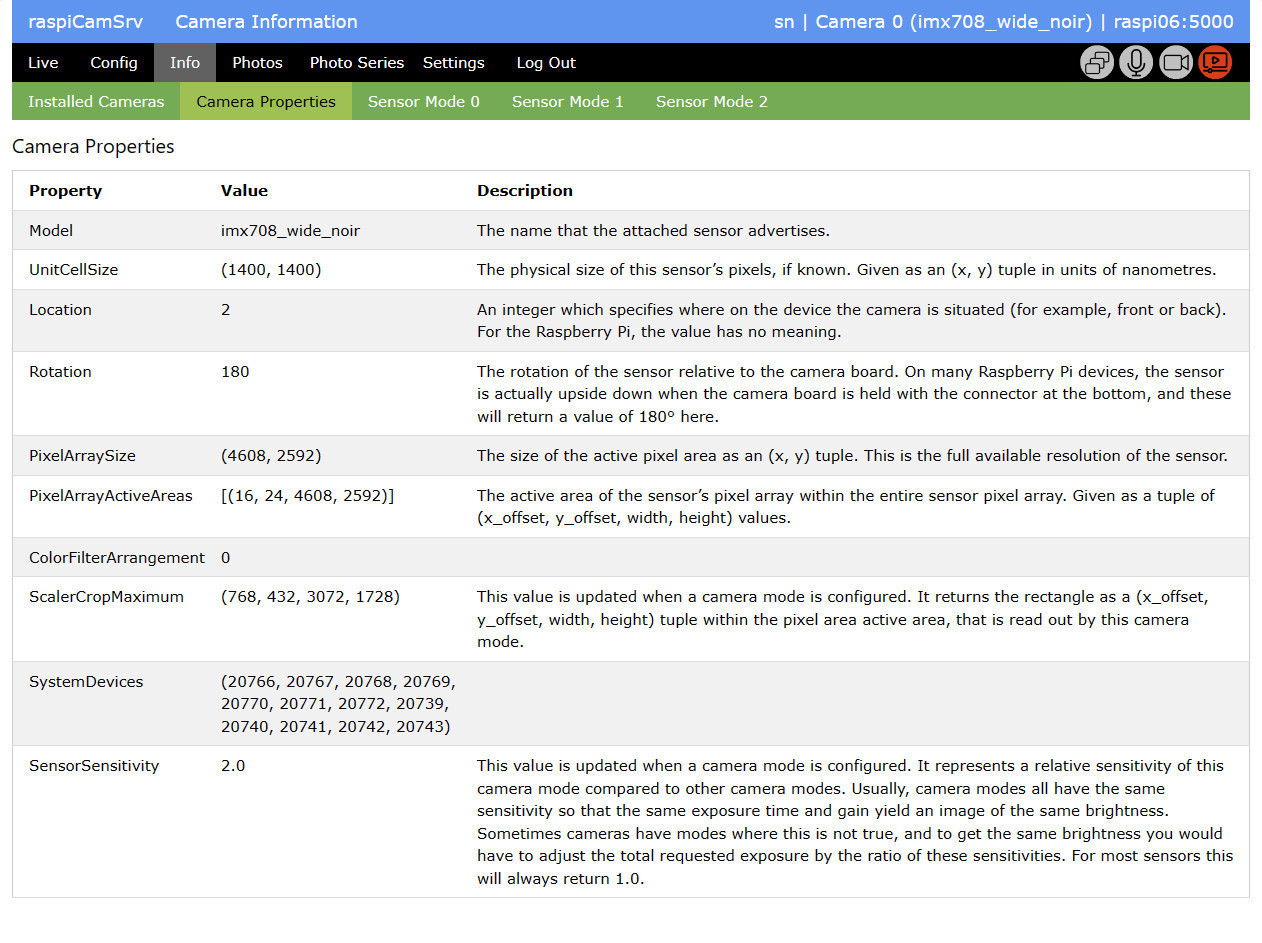 raspiCamSrv Camera Information sn | Camera 0 (imx708_wide_noir) | raspi06:5000
Live Config Info Photos Photo Series Settings Log Out
Installed Cameras Camera Properties Sensor Mode 0 Sensor Mode 1 Sensor Mode 2
Camera Properties
Property Value Description
Model imx708_wide_noir The name that the attached sensor advertises.
UnitCellSize (1400, 1400) The physical size of this sensor’s pixels, if known. Given as an (x, y) tuple in units of nanometres.
Location 2 An integer which specifies where on the device the camera is situated (for example, front or back).
For the Raspberry Pi, the value has no meaning.
Rotation 180 The rotation of the sensor relative to the camera board. On many Raspberry Pi devices, the sensor
is actually upside down when the camera board is held with the connector at the bottom, and these
will return a value of 180º here.
PixelArraySize (4608, 2592) The size of the active pixel area as an (x, y) tuple. This is the full available resolution of the sensor.
PixelArrayActiveAreas [(16, 24, 4608, 2592)] The active area of the sensor’s pixel array within the entire sensor pixel array. Given as a tuple of
(x_offset, y_offset, width, height) values.
ColorFilterArrangement 0
ScalerCropMaximum (768, 432, 3072, 1728) This value is updated when a camera mode is configured. It returns the rectangle as a (x_offset,
y_offset, width, height) tuple within the pixel area active area, that is read out by this camera
mode.
SystemDevices (20766, 20767, 20768, 20769,
20770, 20771, 20772, 20739,
20740, 20741, 20742, 20743)
SensorSensitivity 2.0 This value is updated when a camera mode is configured. It represents a relative sensitivity of this
camera mode compared to other camera modes. Usually, camera modes all have the same
sensitivity so that the same exposure time and gain yield an image of the same brightness.
Sometimes cameras have modes where this is not true, and to get the same brightness you would
have to adjust the total requested exposure by the ratio of these sensitivities. For most sensors this
will always return 1.0.